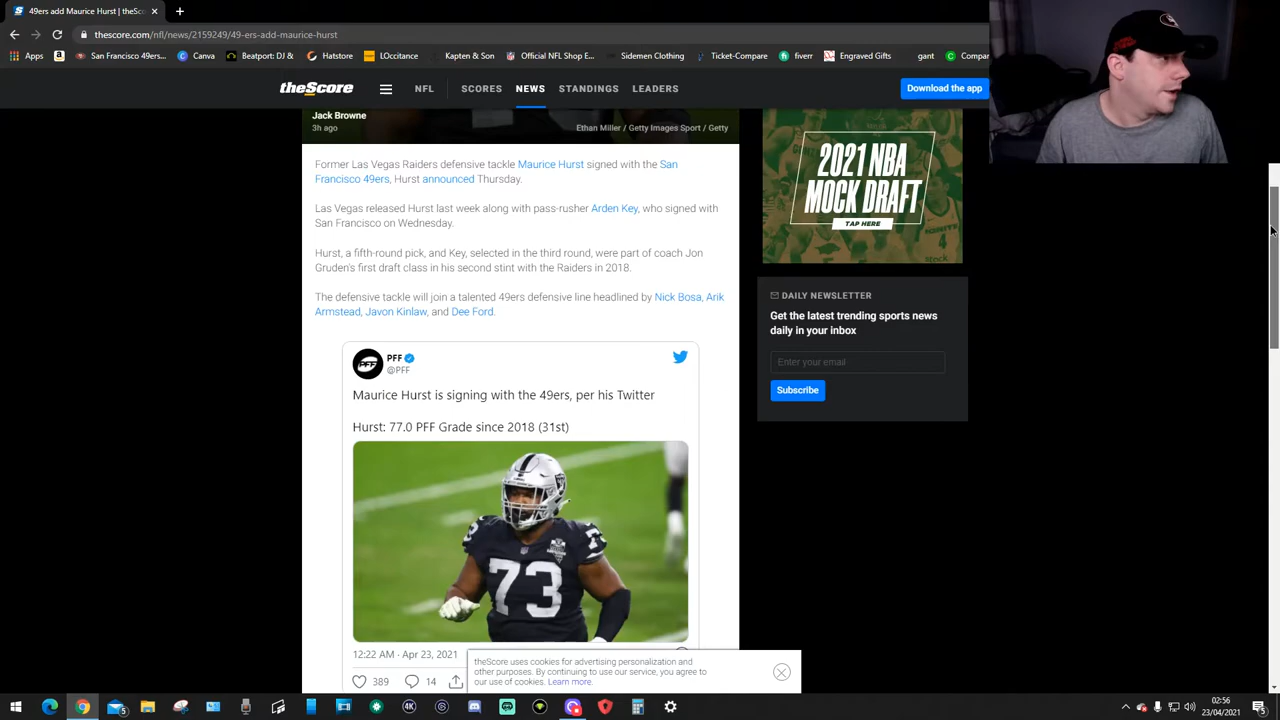 49ers add Maurice Hurst
thescore.com/nfl/news/2159249/49-ers-add-maurice-hurst
Apps
San Francisco 49ers...
Canva
Beatport DJ | Go Hi...
Hatstore
LOccitance
Kapten & Son
Official NFL Shop E...
Sidemen Clothing
Ticket-Compare
fiverr
Engraved Gifts
gant
Compa
theScore
NFL
SCORES
NEWS
STANDINGS
LEADERS
Download the app
Jack Browne
3h ago
Ethan Miller / Getty Images Sport / Getty
Former Las Vegas Raiders defensive tackle Maurice Hurst signed with the San
Francisco 49ers, Hurst announced Thursday.
Las Vegas released Hurst last week along with pass-rusher Arden Key, who signed with
San Francisco on Wednesday.
Hurst, a fifth-round pick, and Key, selected in the third round, were part of coach Jon
Gruden's first draft class in his second stint with the Raiders in 2018.
The defensive tackle will join a talented 49ers defensive line headlined by Nick Bosa, Arik
Armstead, Javon Kinlaw, and Dee Ford.
PFF
@PFF
Maurice Hurst is signing with the 49ers, per his Twitter
Hurst: 77.0 PFF Grade since 2018 (31st)
73
12:22 AM · Apr 23, 2021
389
14
2021 NBA
MOCK DRAFT
TAP HERE
DAILY NEWSLETTER
Get the latest trending sports news
daily in your inbox
Enter your email
Subscribe
theScore uses cookies for advertising personalization and
other purposes. By continuing to use our service, you agree to
our use of cookies. Learn more.
02:56
23/04/2021